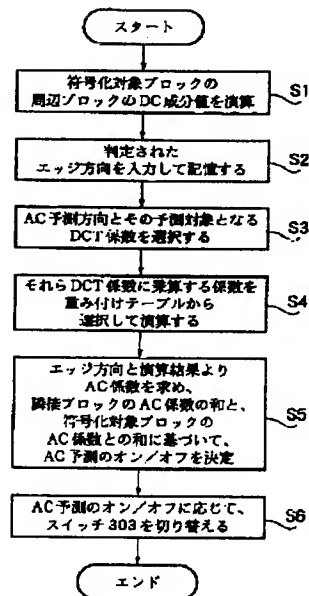 スタート
符号化対象ブロックの
周辺ブロックのDC成分値を演算
S1
判定された
エッジ方向を入力して記憶する
S2
AC予測方向とその予測対象となる
DCT係数を選択する
S3
それらDCT係数に乗算する係数を
重み付けテーブルから
選択して演算する
S4
エッジ方向と演算結果より
AC係数を求め、
隣接ブロックのAC係数の和と、
符号化対象ブロックの
AC係数との和に基づいて、
AC予測のオン/オフを決定
S5
AC予測のオン/オフに応じて、
スイッチ303を切り替える
S6
エンド